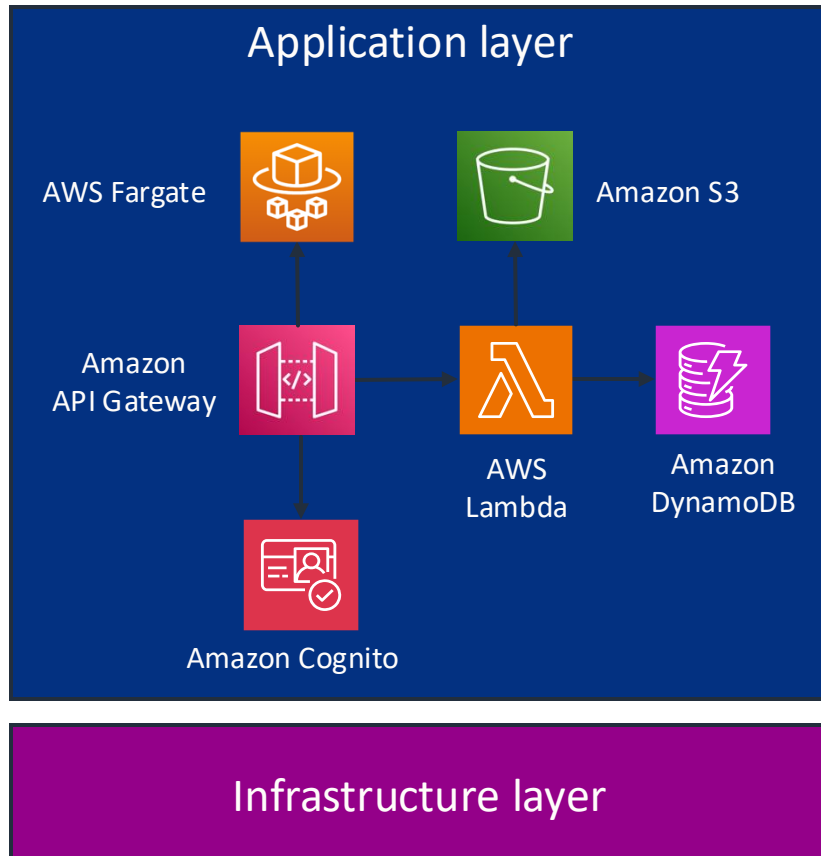 Application layer
AWS Fargate
Amazon S3
Amazon
API Gateway
</>
AWS
Lambda
Amazon
DynamoDB
Amazon Cognito
Infrastructure layer